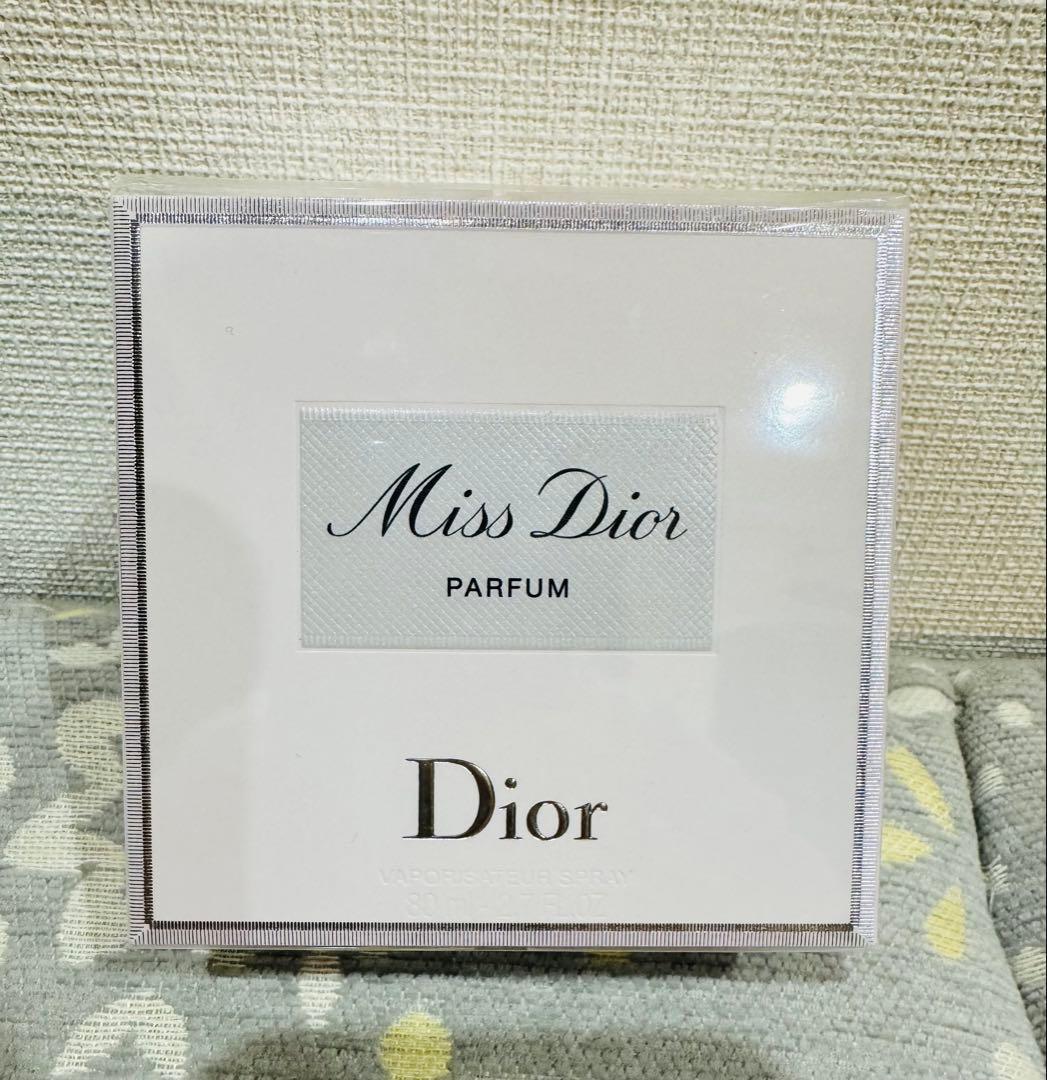 Miss Dior
PARFUM
Dior
VAPORISATEUR SPRAY
80 ml - 2.7 FL.OZ